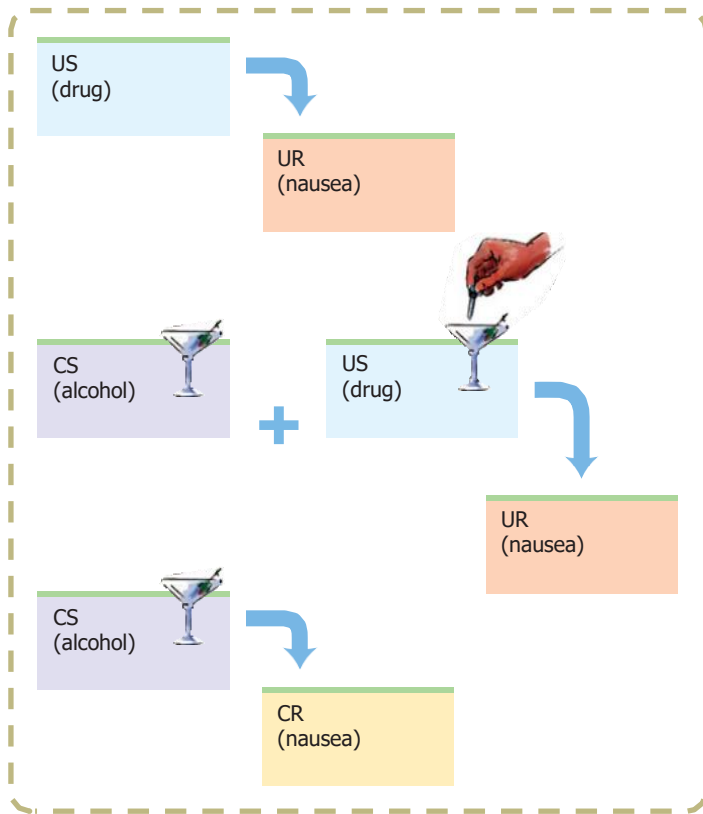 US
(drug)
UR
(nausea)
CS
(alcohol)
+
US
(drug)
UR
(nausea)
CS
(alcohol)
CR
(nausea)